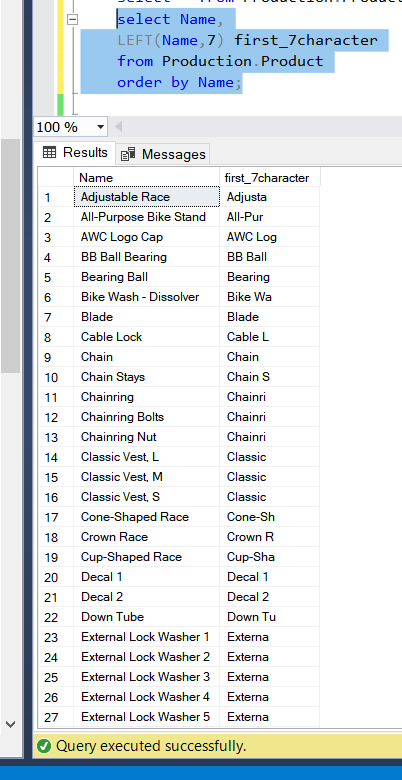 select Name,
LEFT(Name,7) first_7character
from Production.Product
order by Name;
100 %
Results Messages
Name first_7character
1 Adjustable Race Adjusta
2 All-Purpose Bike Stand All-Pur
3 AWC Logo Cap AWC Log
4 BB Ball Bearing BB Ball
5 Bearing Ball Bearing
6 Bike Wash - Dissolver Bike Wa
7 Blade Blade
8 Cable Lock Cable L
9 Chain Chain
10 Chain Stays Chain S
11 Chainring Chainri
12 Chainring Bolts Chainri
13 Chainring Nut Chainri
14 Classic Vest, L Classic
15 Classic Vest, M Classic
16 Classic Vest, S Classic
17 Cone-Shaped Race Cone-Sh
18 Crown Race Crown R
19 Cup-Shaped Race Cup-Sha
20 Decal 1 Decal 1
21 Decal 2 Decal 2
22 Down Tube Down Tu
23 External Lock Washer 1 Externa
24 External Lock Washer 2 Externa
25 External Lock Washer 3 Externa
26 External Lock Washer 4 Externa
27 External Lock Washer 5 Externa
Query executed successfully.